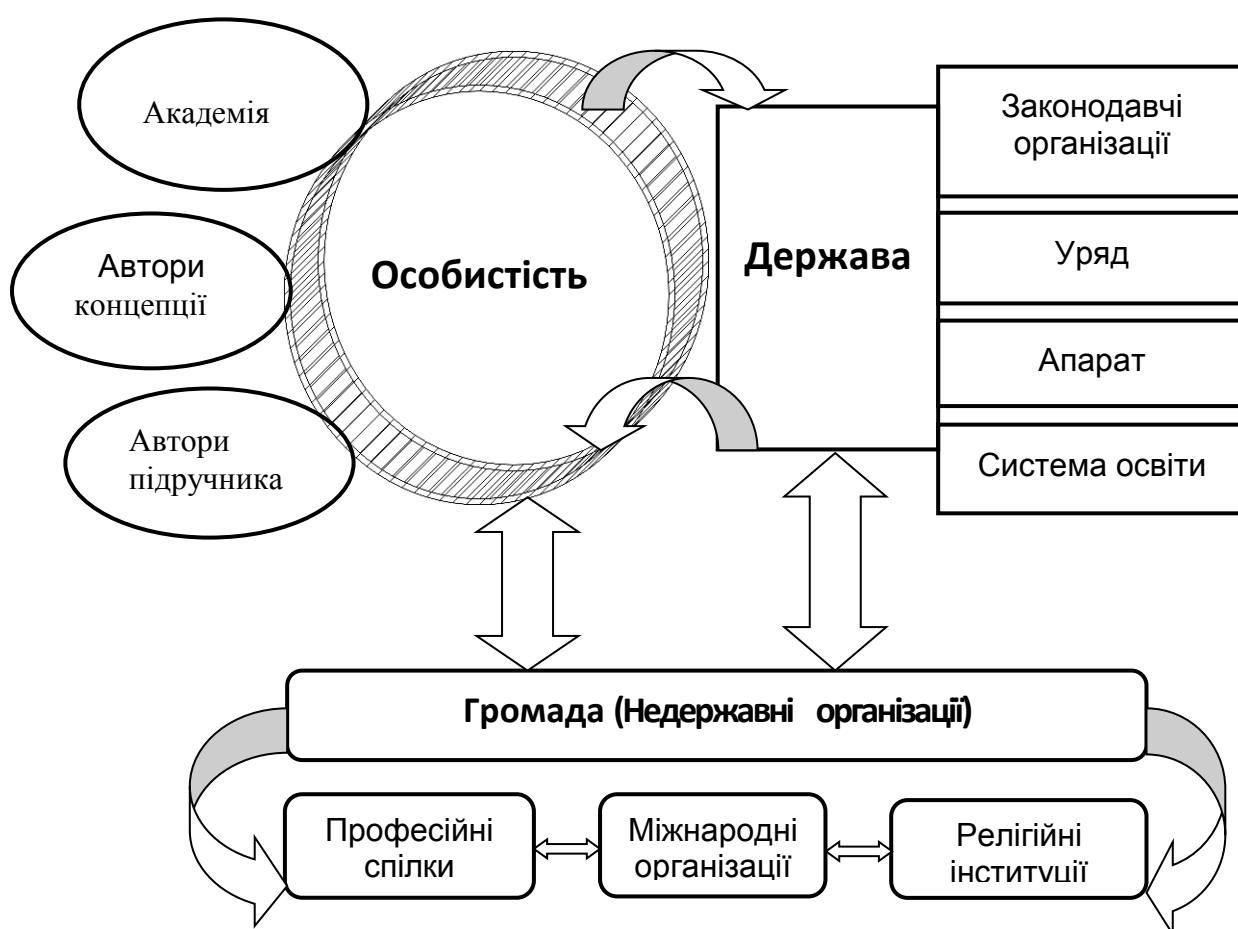 Академія
Автори
концепції
Автори
підручника
Особистість
Держава
Законодавчі
організації
Уряд
Апарат
Система освіти
Громада (Недержавні організації)
Професійні
спілки
Міжнародні
організації
Релігійні
інституції